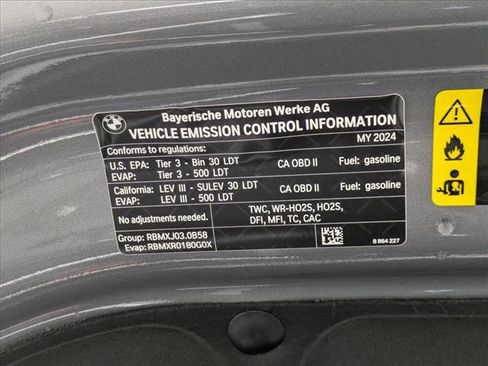 BMW
Bayerische Motoren Werke AG
VEHICLE EMISSION CONTROL INFORMATION
Conforms to regulations: MY 2024
U.S. EPA: Tier 3 - Bin 30 LDT CA OBD II Fuel: gasoline
EVAP: Tier 3 - 500 LDT
California: LEV III - SULEV 30 LDT CA OBD II Fuel: gasoline
EVAP: LEV III - 500 LDT
No adjustments needed. TWC, WR-HO2S, HO2S,
DFI, MFI, TC, CAC
Group: RBMXJ03.0B58
Evap: RBMXR0180G0X 8 864 227